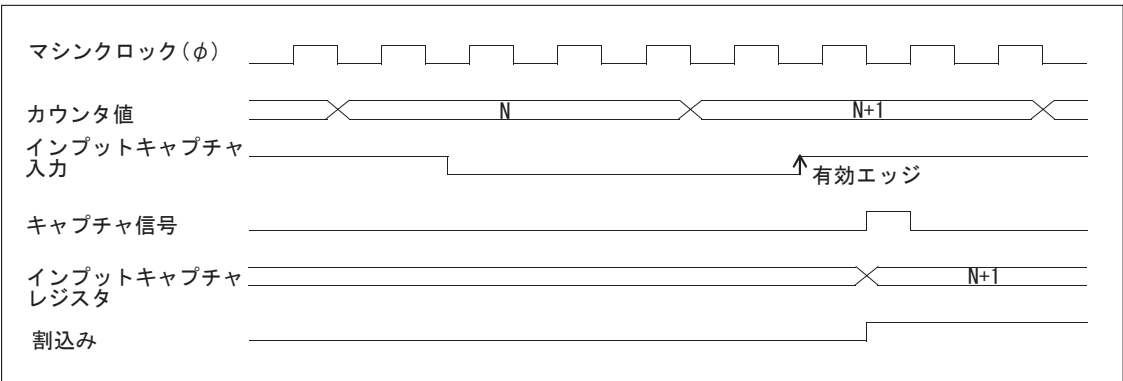 マシンクロック(φ)
カウンタ値
N
N+1
インプットキャプチャ
入力
有効エッジ
キャプチャ信号
インプットキャプチャ
レジスタ
N+1
割込み